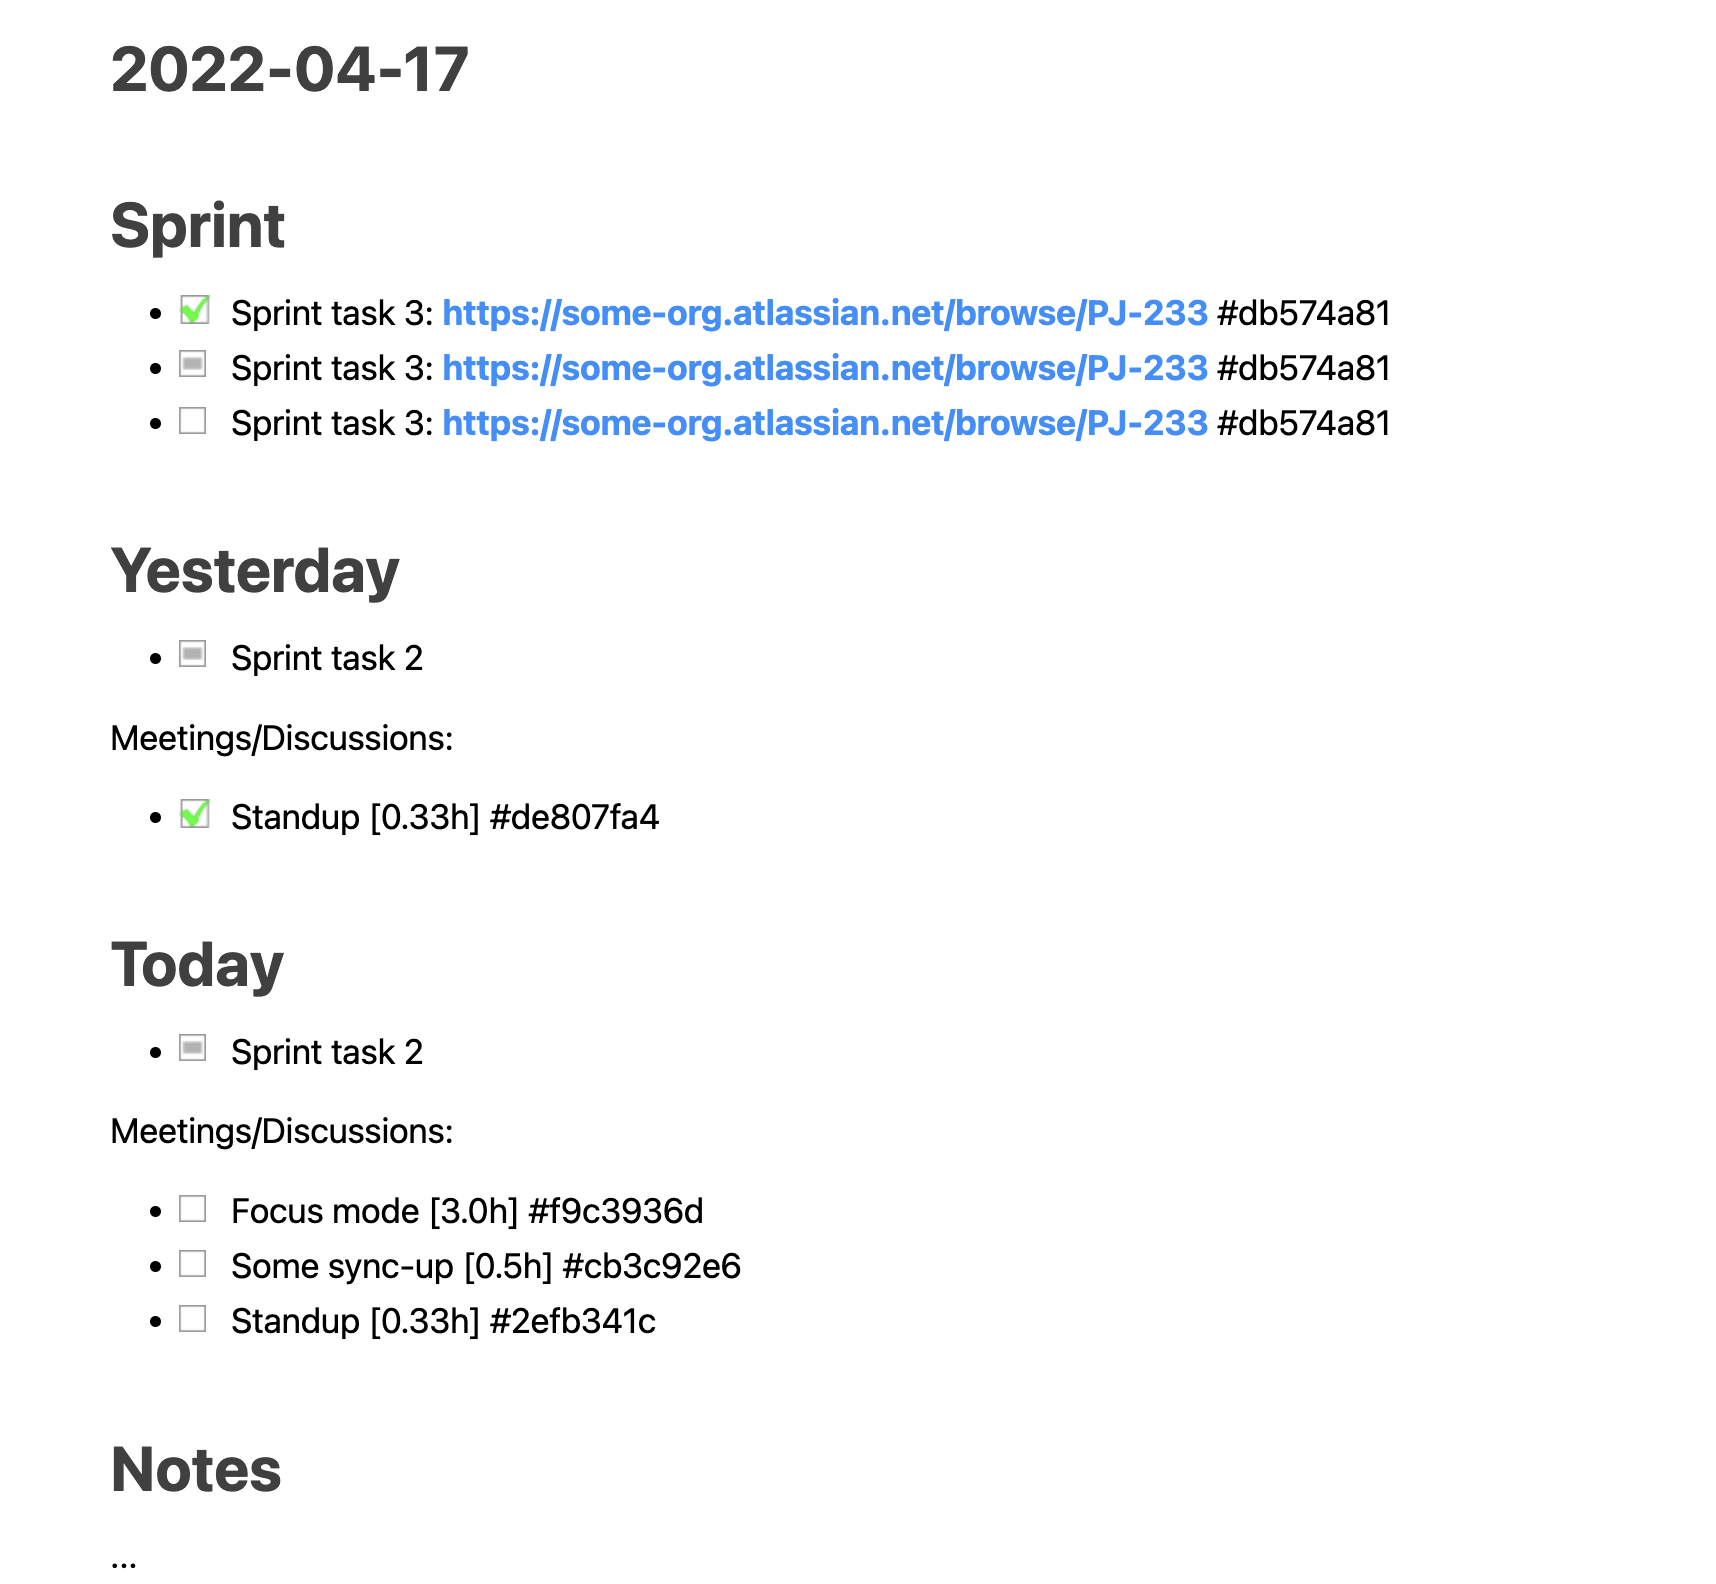 2022-04-17
Sprint
Sprint task 3: https://some-org.atlassian.net/browse/PJ-233 #db574a81
Sprint task 3: https://some-org.atlassian.net/browse/PJ-233 #db574a81
Sprint task 3: https://some-org.atlassian.net/browse/PJ-233 #db574a81
Yesterday
Sprint task 2
Meetings/Discussions:
Standup [0.33h] #de807fa4
Today
Sprint task 2
Meetings/Discussions:
Focus mode [3.0h] #f9c3936d
Some sync-up [0.5h] #cb3c92e6
Standup [0.33h] #2efb341c
Notes
...